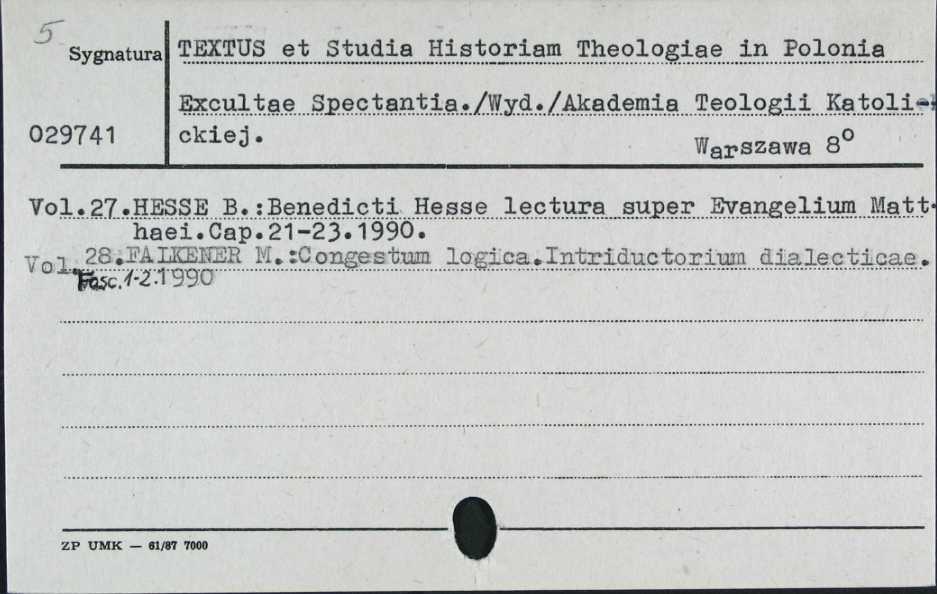 5
Sygnatura TEXTUS et Studia Historiam Theologiae in Polonia
Excultae Spectantia./Wyd./Akademia Teologii Katoli-
029741 ckiej.
Warszawa 8°
Vol.27.HESSE B.:Benedicti Hesse lectura super Evangelium Matt-
haei.Cap.21-23.1990.
Vol.28.FALKENER M.:Congestum logica.Intriductorium dialecticae.
Fasc.1-2.1990
ZP UMK — 61/87 7000